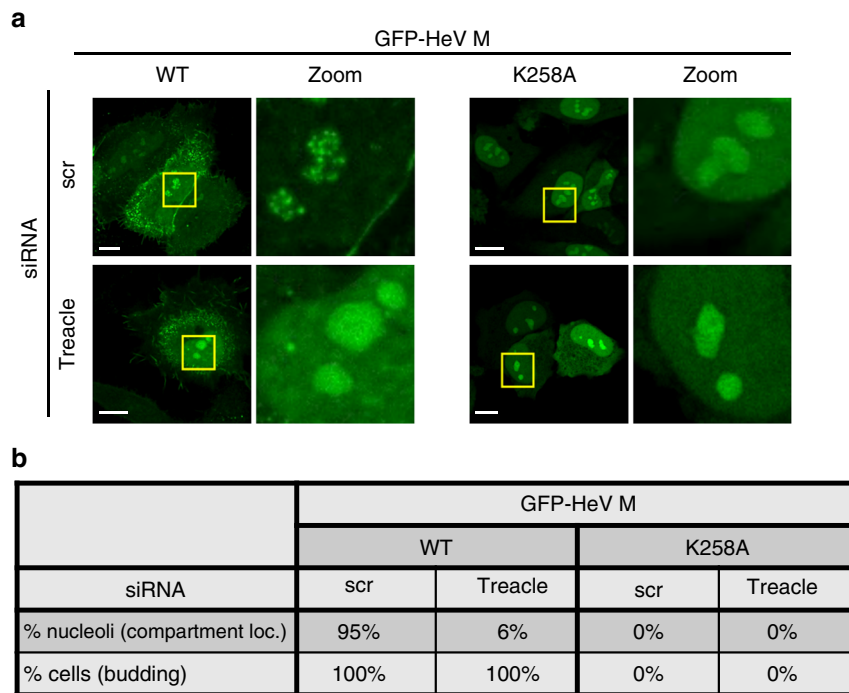 a
GFP-HeV M
WT Zoom K258A Zoom
siRNA
scr
Treacle
b
GFP-HeV M
WT K258A
siRNA scr Treacle scr Treacle
% nucleoli (compartment loc.) 95% 6% 0% 0%
% cells (budding) 100% 100% 0% 0%